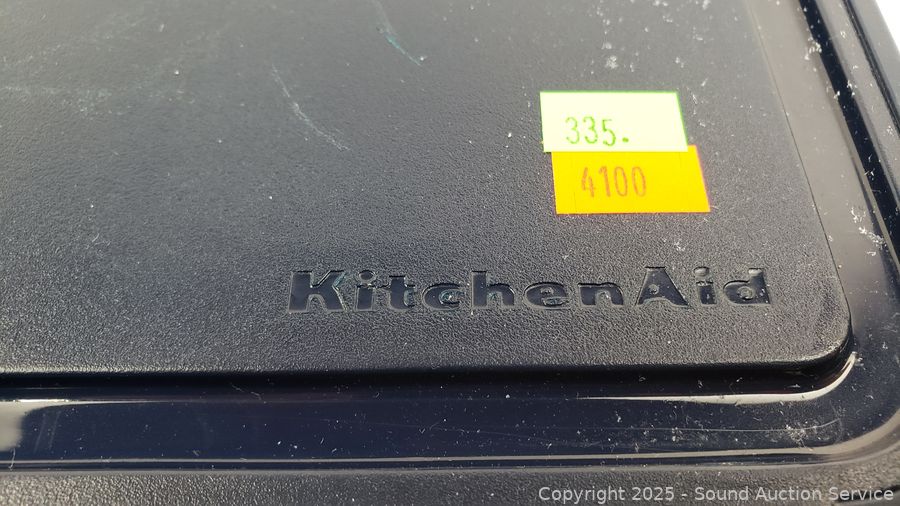 335.
4100
KitchenAid
Copyright 2025 - Sound Auction Service